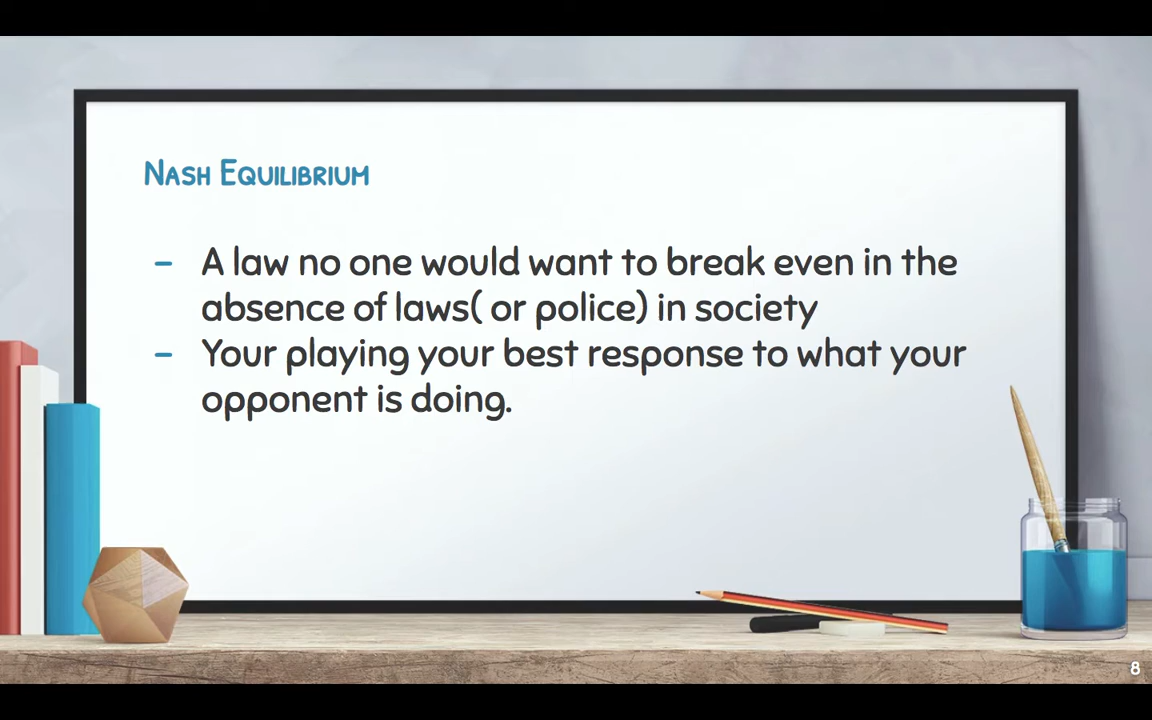 Nash Equilibrium
- A law no one would want to break even in the
absence of laws( or police) in society
- Your playing your best response to what your
opponent is doing.
8